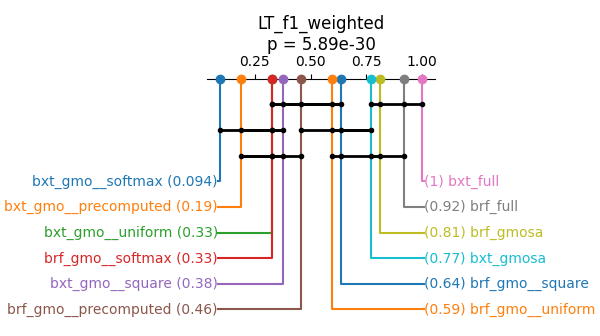 LT_f1_weighted
p = 5.89e-30
0.25 0.50 0.75 1.00
bxt_gmo__softmax (0.094) (1) bxt_full
bxt_gmo__precomputed (0.19) (0.92) brf_full
bxt_gmo__uniform (0.33) (0.81) brf_gmosa
brf_gmo__softmax (0.33) (0.77) bxt_gmosa
bxt_gmo__square (0.38) (0.64) brf_gmo__square
brf_gmo__precomputed (0.46) (0.59) brf_gmo__uniform